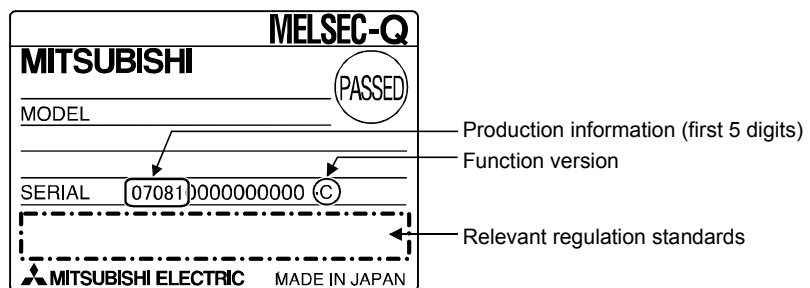 MELSEC-Q
MITSUBISHI
PASSED
MODEL
Production information (first 5 digits)
Function version
SERIAL 070810000000000 -C
Relevant regulation standards
MITSUBISHI ELECTRIC MADE IN JAPAN